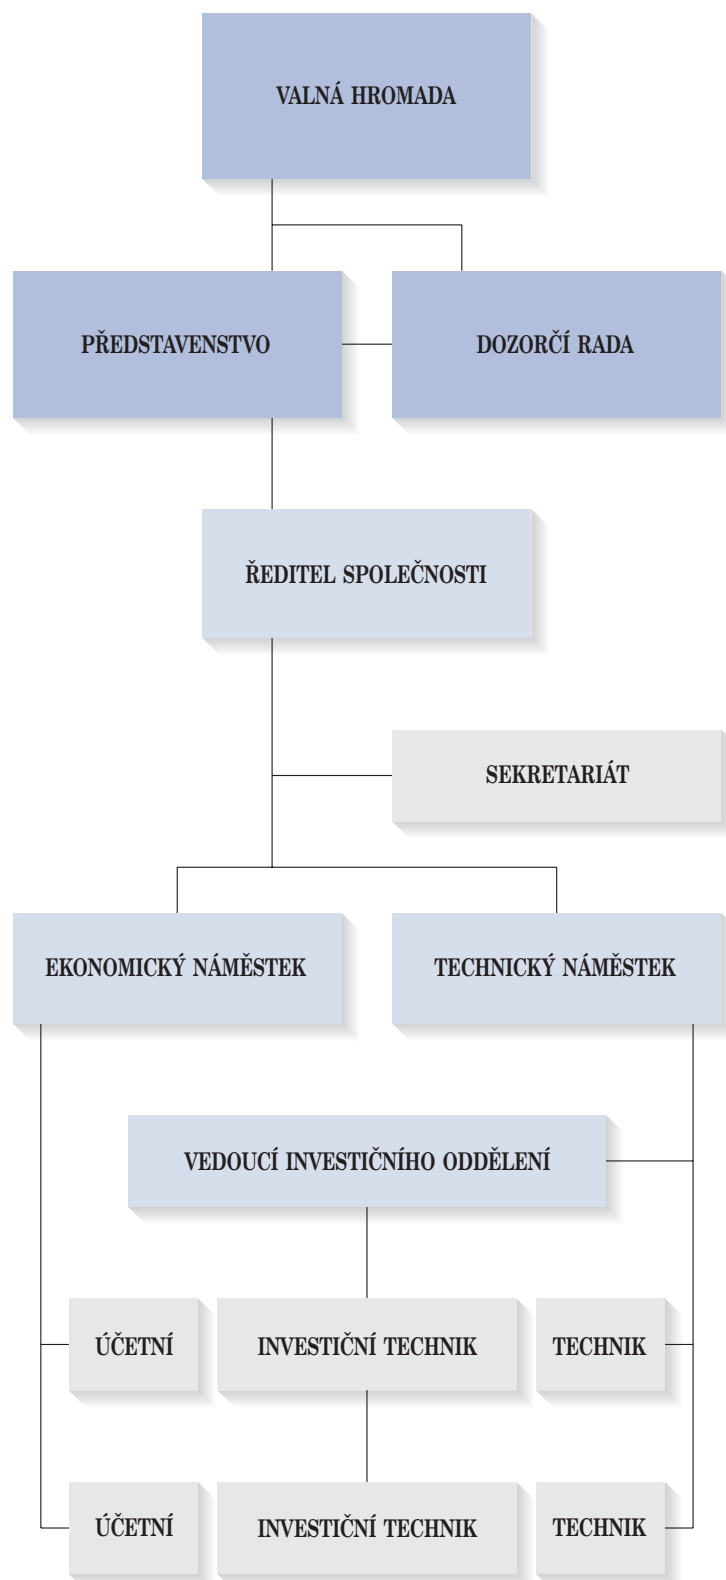 VALNÁ HROMADA
PŘEDSTAVENSTVO
DOZORČÍ RADA
ŘEDITEL SPOLEČNOSTI
SEKRETARIÁT
EKONOMICKÝ NÁMĚSTEK
TECHNICKÝ NÁMĚSTEK
VEDOUCÍ INVESTIČNÍHO ODDĚLENÍ
ÚČETNÍ
INVESTIČNÍ TECHNIK
TECHNIK
ÚČETNÍ
INVESTIČNÍ TECHNIK
TECHNIK